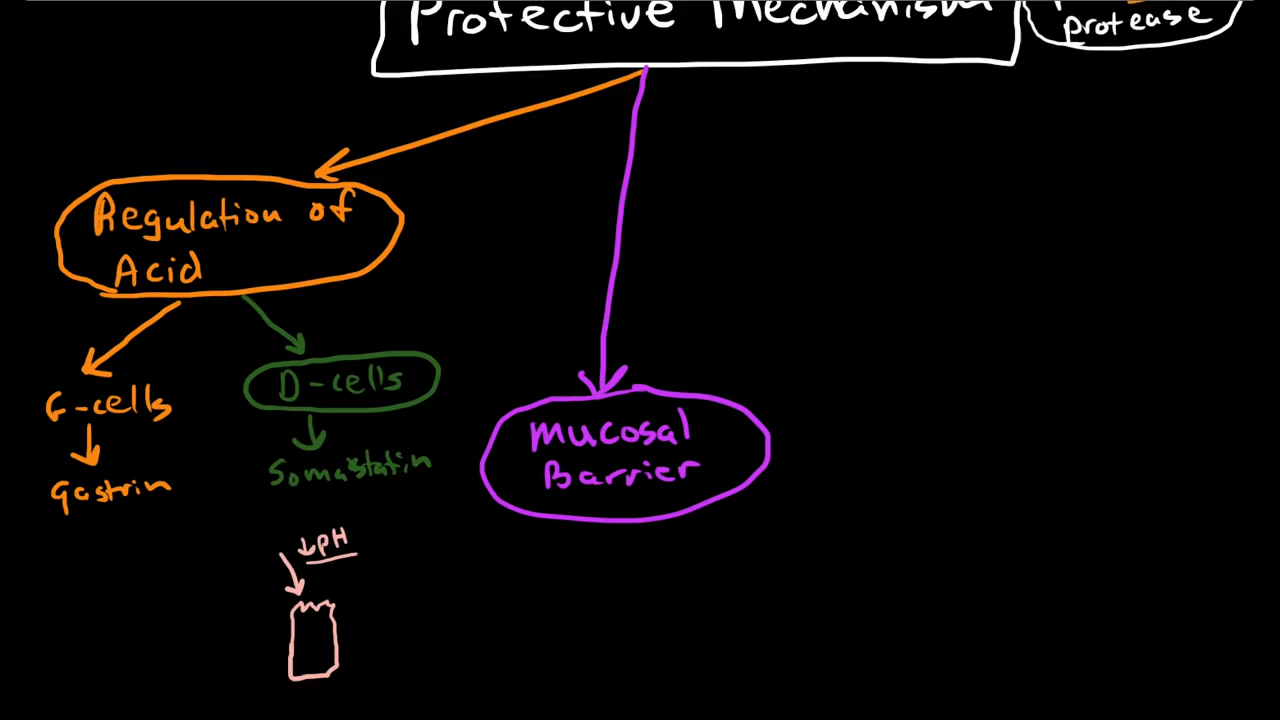 Protective Mechanism
protease
Regulation of
Acid
G-cells
D-cells
Gastrin
Somatostatin
Mucosal
Barrier
↓pH